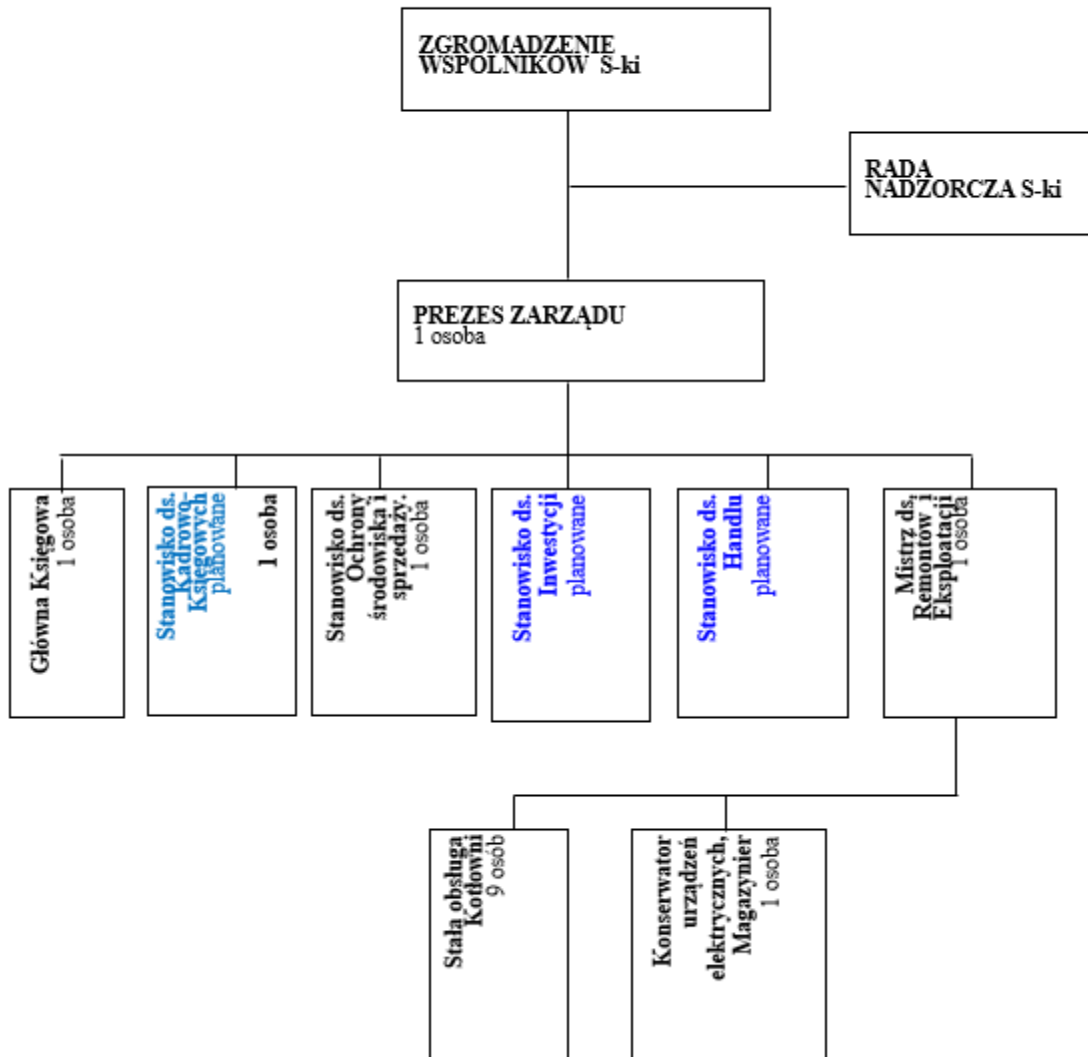 ZGROMADZENIE
WSPOLNIKOW S-ki
RADA
NADZORCZA S-ki
PREZES ZARZĄDU
1 osoba
Główna Księgowa
1 osoba
Stanowisko ds.
Kadrowo-
Księgowych
planowane
1 osoba
Stanowisko ds.
Ochrony
środowiska i
sprzedaży.
1 osoba
Stanowisko ds.
Inwestycji
planowane
Stanowisko ds.
Handlu
planowane
Mistrz ds,
Remontów i
Eksploatacji
1 osoba
Stała obsługa
Kotłowni
9 osób
Konserwator
urządzeń
elektrycznych,
Magazynier
1 osoba